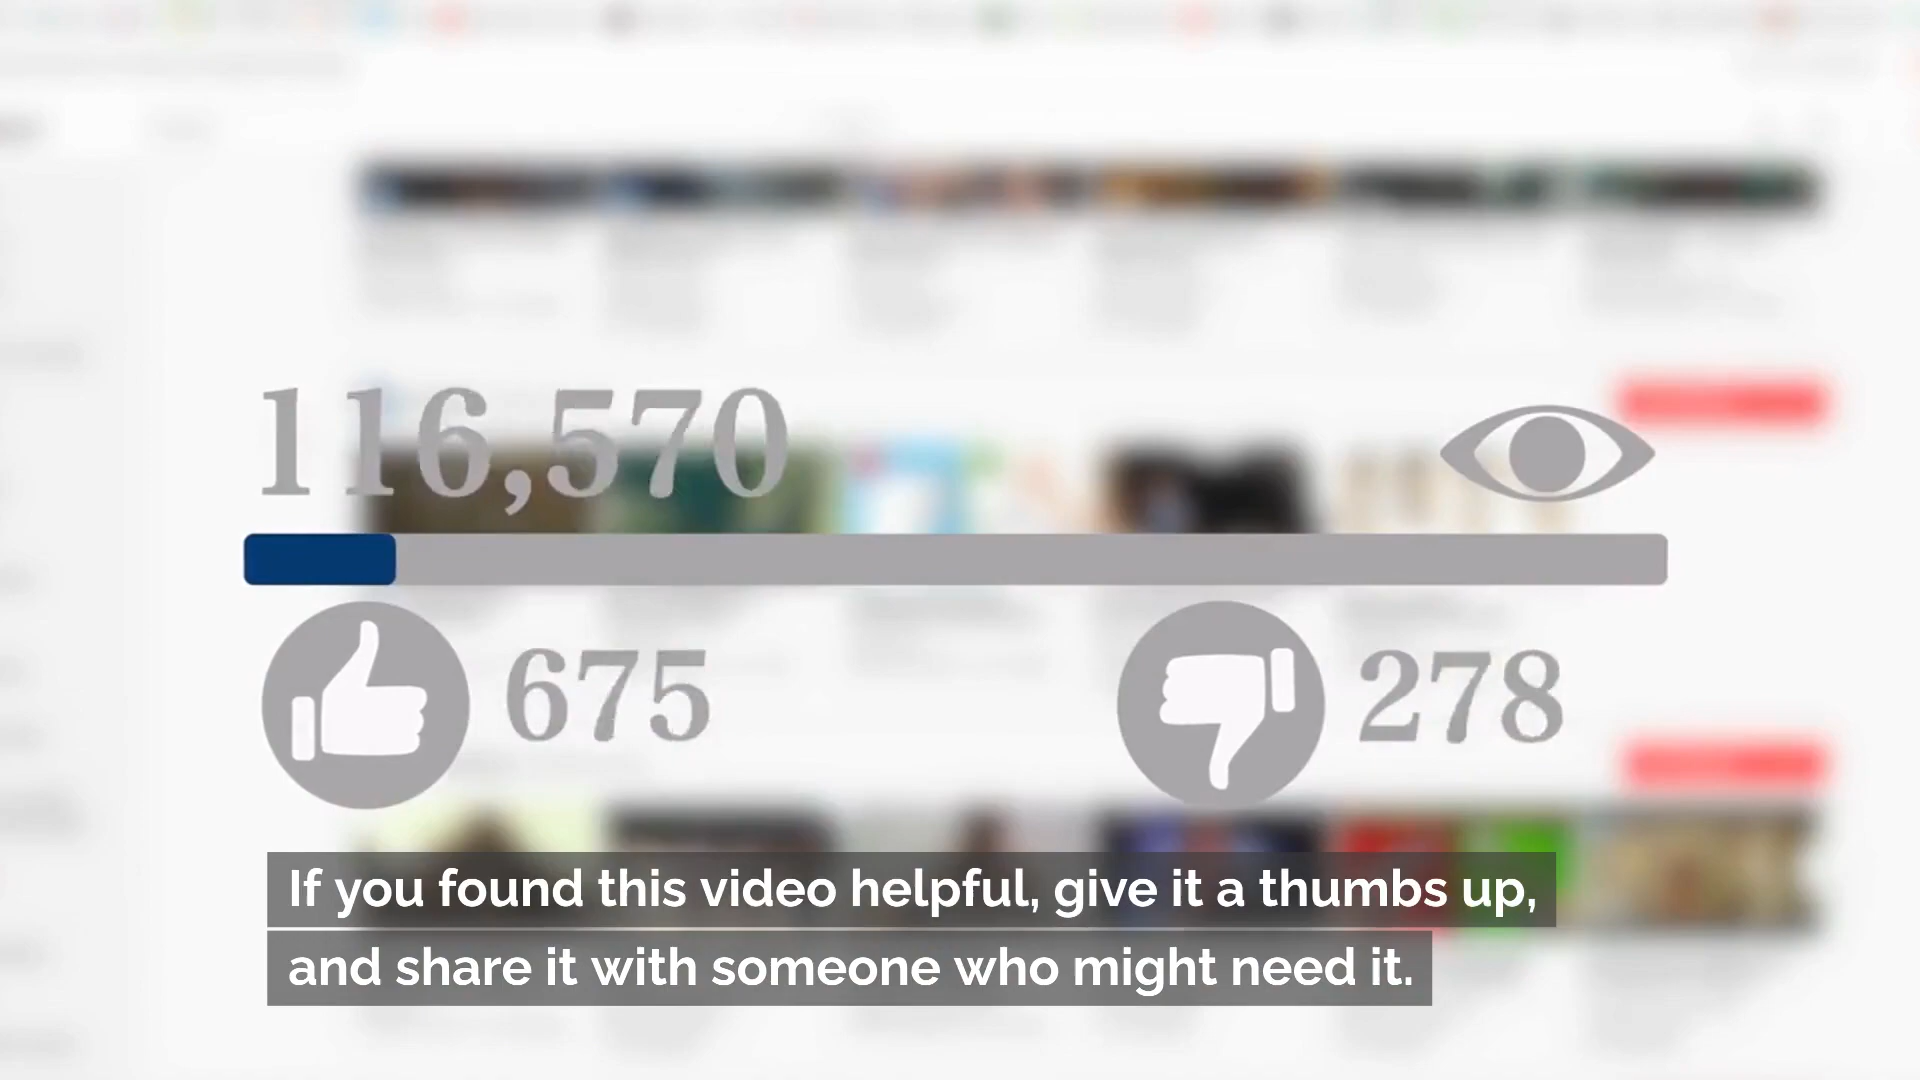 116,570
675
278
If you found this video helpful, give it a thumbs up,
and share it with someone who might need it.